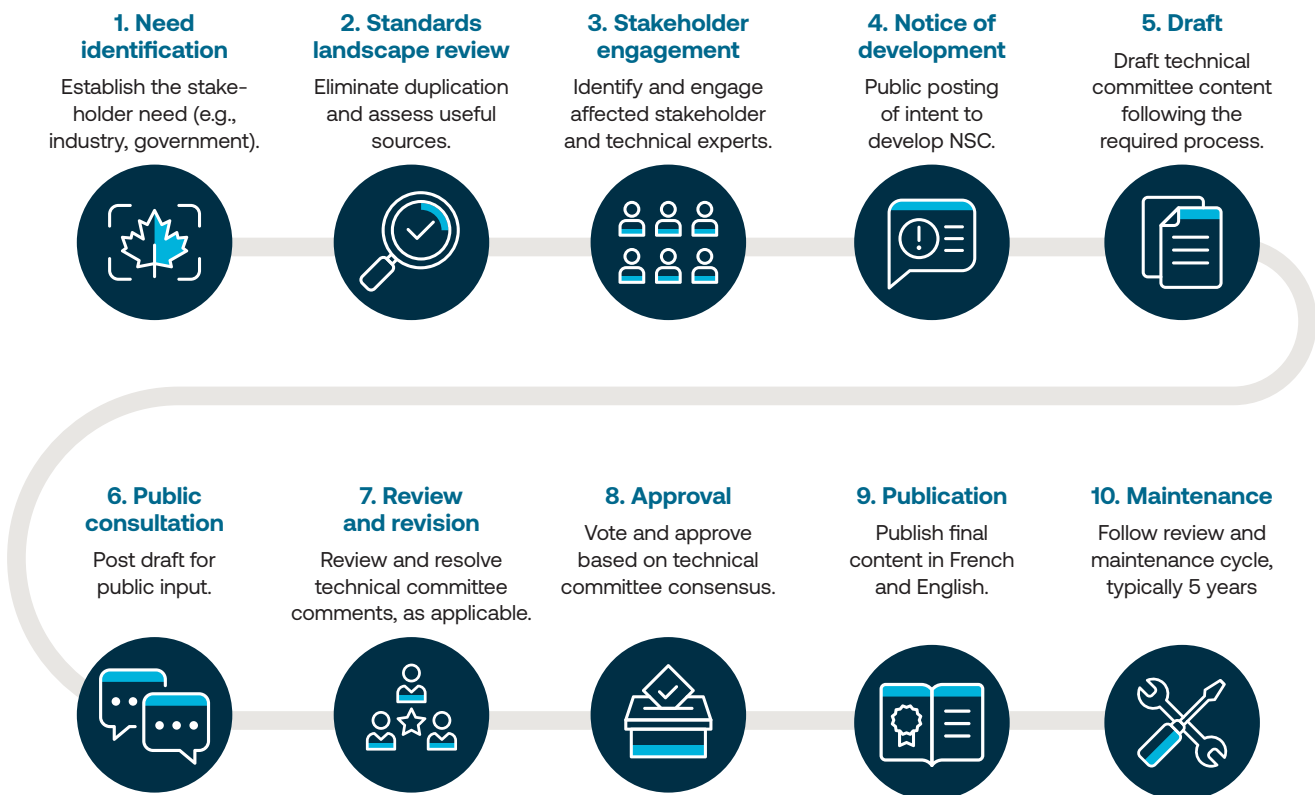 1. Need
identification
Establish the stake-
holder need (e.g.,
industry, government).
2. Standards
landscape review
Eliminate duplication
and assess useful
sources.
3. Stakeholder
engagement
Identify and engage
affected stakeholder
and technical experts.
4. Notice of
development
Public posting
of intent to
develop NSC.
5. Draft
Draft technical
committee content
following the
required process.
6. Public
consultation
Post draft for
public input.
7. Review
and revision
Review and resolve
technical committee
comments, as applicable.
8. Approval
Vote and approve
based on technical
committee consensus.
9. Publication
Publish final
content in French
and English.
10. Maintenance
Follow review and
maintenance cycle,
typically 5 years